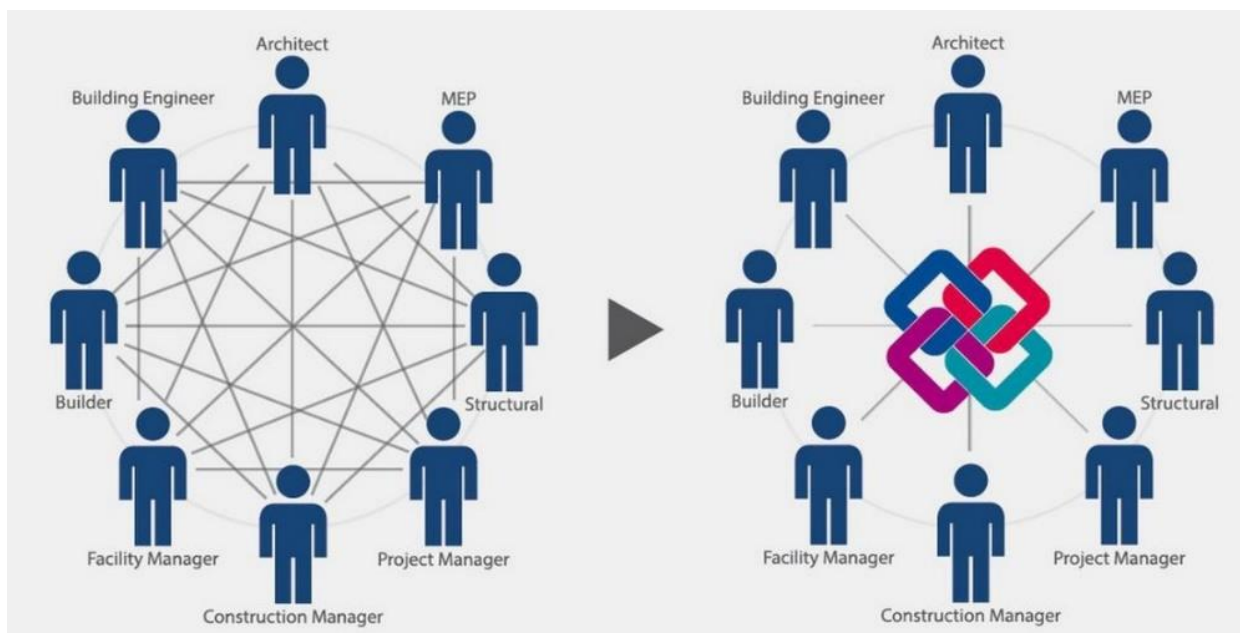 Architect
Building Engineer
MEP
Builder
Structural
Facility Manager
Project Manager
Construction Manager
Architect
Building Engineer
MEP
Builder
Structural
Facility Manager
Project Manager
Construction Manager